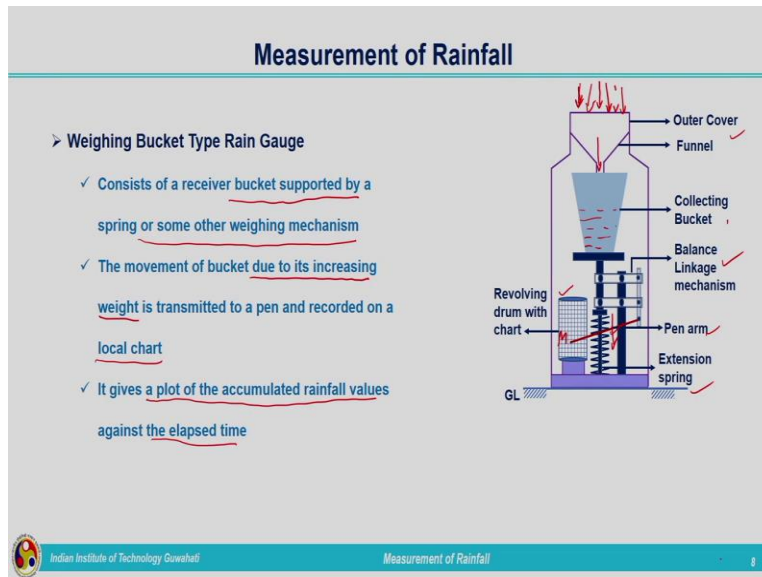 Measurement of Rainfall
➢ Weighing Bucket Type Rain Gauge
✓ Consists of a receiver bucket supported by a
spring or some other weighing mechanism
✓ The movement of bucket due to its increasing
weight is transmitted to a pen and recorded on a
local chart
✓ It gives a plot of the accumulated rainfall values
against the elapsed time
Outer Cover
Funnel
Collecting
Bucket
Balance
Linkage
mechanism
Revolving
drum with
chart
Pen arm
Extension
spring
GL
Indian Institute of Technology Guwahati
Measurement of Rainfall
8